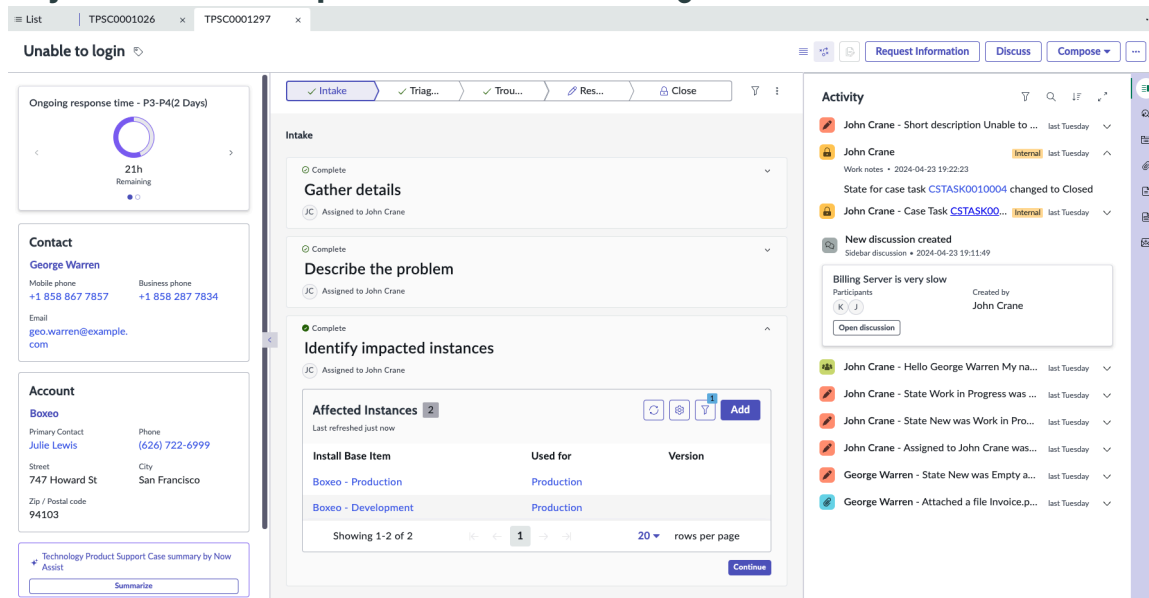 List
TPSC0001026
TPSC0001297
Unable to login
Request Information
Discuss
Compose
Ongoing response time - P3-P4(2 Days)
21h
Remaining
Contact
George Warren
Mobile phone
Business phone
+1 858 867 7857
+1 858 287 7834
Email
geo.warren@example.
com
Account
Boxeo
Primary Contact
Phone
Julie Lewis
(626) 722-6999
Street
City
747 Howard St
San Francisco
Zip / Postal code
94103
Technology Product Support Case summary by Now
Assist
Summarize
Intake
Triag...
Trou...
Res...
Close
Intake
Complete
Gather details
JC Assigned to John Crane
Complete
Describe the problem
JC Assigned to John Crane
Complete
Identify impacted instances
JC Assigned to John Crane
Affected Instances 2
1
Add
Last refreshed just now
Install Base Item
Used for
Version
Boxeo - Production
Production
Boxeo - Development
Production
Showing 1-2 of 2
1
20
rows per page
Continue
Activity
John Crane - Short description Unable to ... last Tuesday
John Crane
Internal last Tuesday
Work notes • 2024-04-23 19:22:23
State for case task CSTASK0010004 changed to Closed
John Crane - Case Task CSTASK00... Internal last Tuesday
New discussion created
Sidebar discussion • 2024-04-23 19:11:49
Billing Server is very slow
Participants
Created by
K J
John Crane
Open discussion
John Crane - Hello George Warren My na... last Tuesday
John Crane - State Work in Progress was ... last Tuesday
John Crane - State New was Work in Pro... last Tuesday
John Crane - Assigned to John Crane was... last Tuesday
George Warren - State New was Empty a... last Tuesday
George Warren - Attached a file Invoice.p... last Tuesday